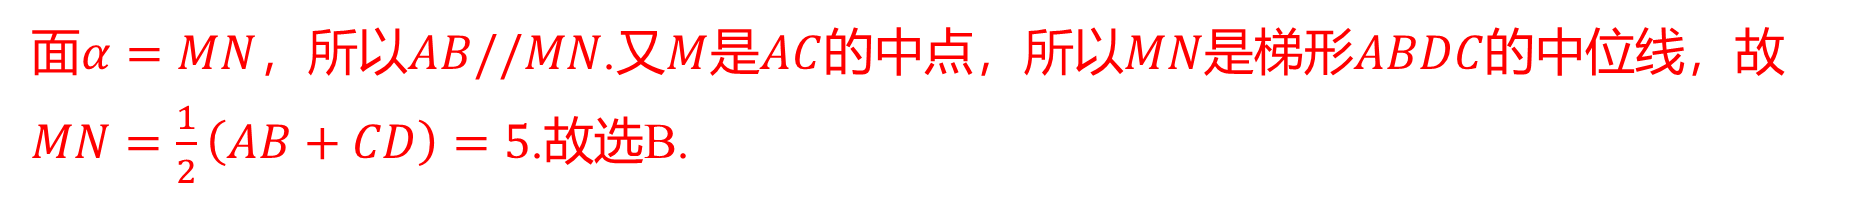 面α = MN，所以AB//MN.又M是AC的中点，所以MN是梯形ABDC的中位线，故
MN = \frac{1}{2}(AB + CD) = 5.故选B.